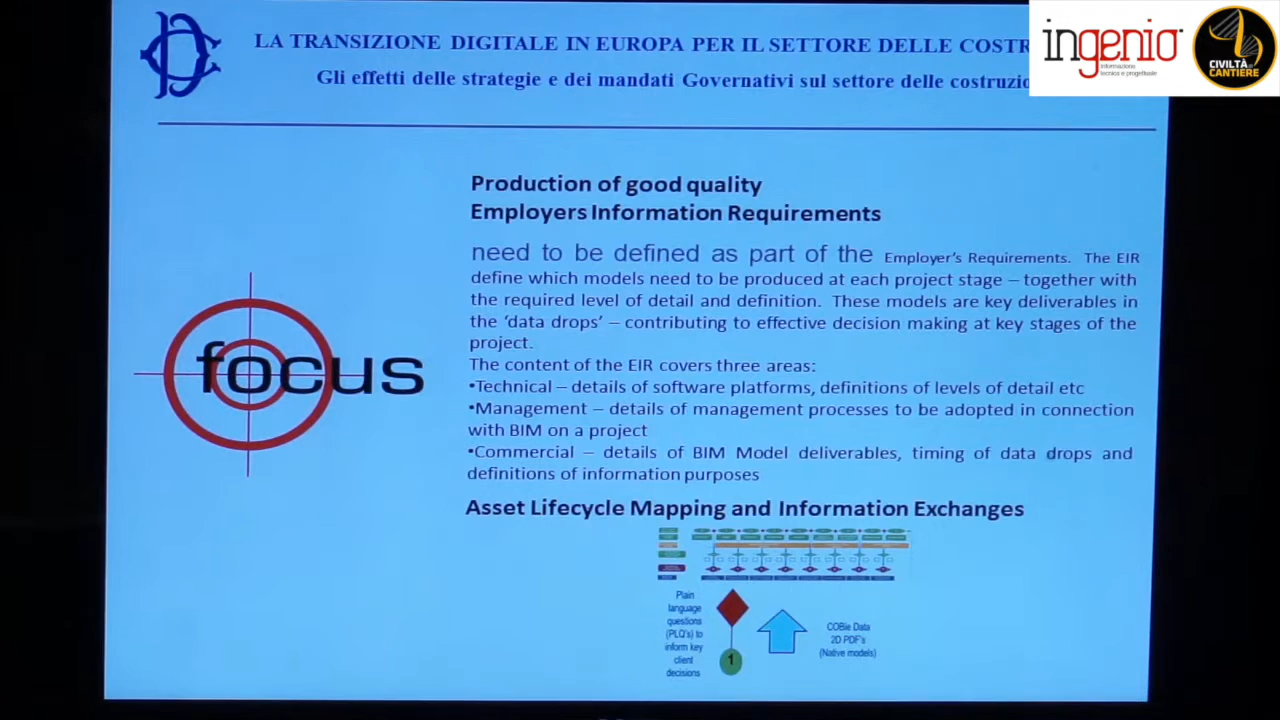 LA TRANSIZIONE DIGITALE IN EUROPA PER IL SETTORE DELLE COSTR
Gli effetti delle strategie e dei mandati Governativi sul settore delle costruzio
ingenio
informazione
tecnica e progettuale
CIVILTÀ DI
CANTIERE
Production of good quality
Employers Information Requirements
need to be defined as part of the Employer's Requirements. The EIR
define which models need to be produced at each project stage – together with
the required level of detail and definition. These models are key deliverables in
the 'data drops' – contributing to effective decision making at key stages of the
project.
The content of the EIR covers three areas:
•Technical – details of software platforms, definitions of levels of detail etc
•Management – details of management processes to be adopted in connection
with BIM on a project
•Commercial – details of BIM Model deliverables, timing of data drops and
definitions of information purposes
focus
Asset Lifecycle Mapping and Information Exchanges
Plain
language
questions
(PLQ's) to
inform key
client
decisions
1
COBie Data
2D PDF's
(Native models)